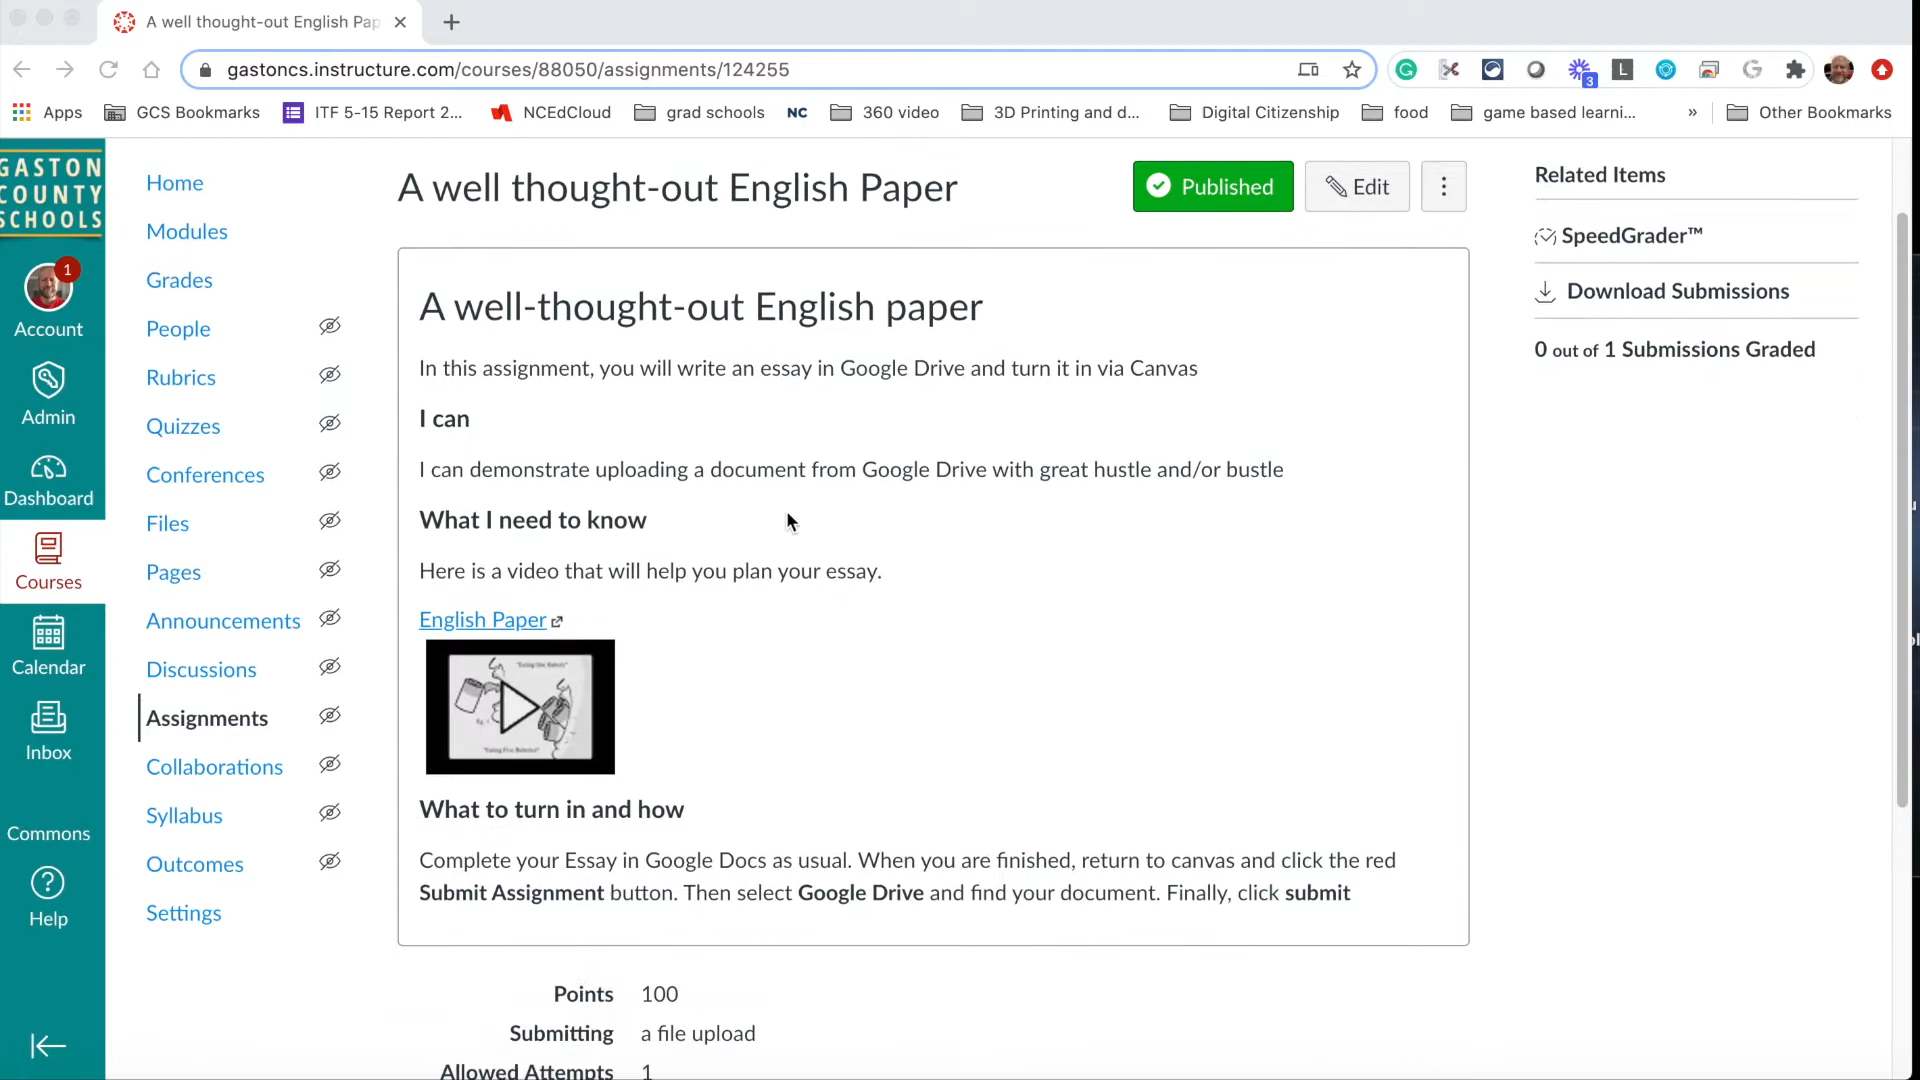 A well thought-out English Pap
gastoncs.instructure.com/courses/88050/assignments/124255
3
L
Apps
GCS Bookmarks
ITF 5-15 Report 2...
NCEdCloud
grad schools
NC
360 video
3D Printing and d...
Digital Citizenship
food
game based learni...
»
Other Bookmarks
GASTON
COUNTY
SCHOOLS
1
Account
Admin
Dashboard
Courses
Calendar
Inbox
Commons
Help
Home
Modules
Grades
People
Rubrics
Quizzes
Conferences
Files
Pages
Announcements
Discussions
Assignments
Collaborations
Syllabus
Outcomes
Settings
A well thought-out English Paper
Published
Edit
A well-thought-out English paper
In this assignment, you will write an essay in Google Drive and turn it in via Canvas
I can
I can demonstrate uploading a document from Google Drive with great hustle and/or bustle
What I need to know
Here is a video that will help you plan your essay.
English Paper
What to turn in and how
Complete your Essay in Google Docs as usual. When you are finished, return to canvas and click the red
Submit Assignment button. Then select Google Drive and find your document. Finally, click submit
Points 100
Submitting a file upload
Allowed Attempts 1
Related Items
SpeedGrader™
Download Submissions
0 out of 1 Submissions Graded